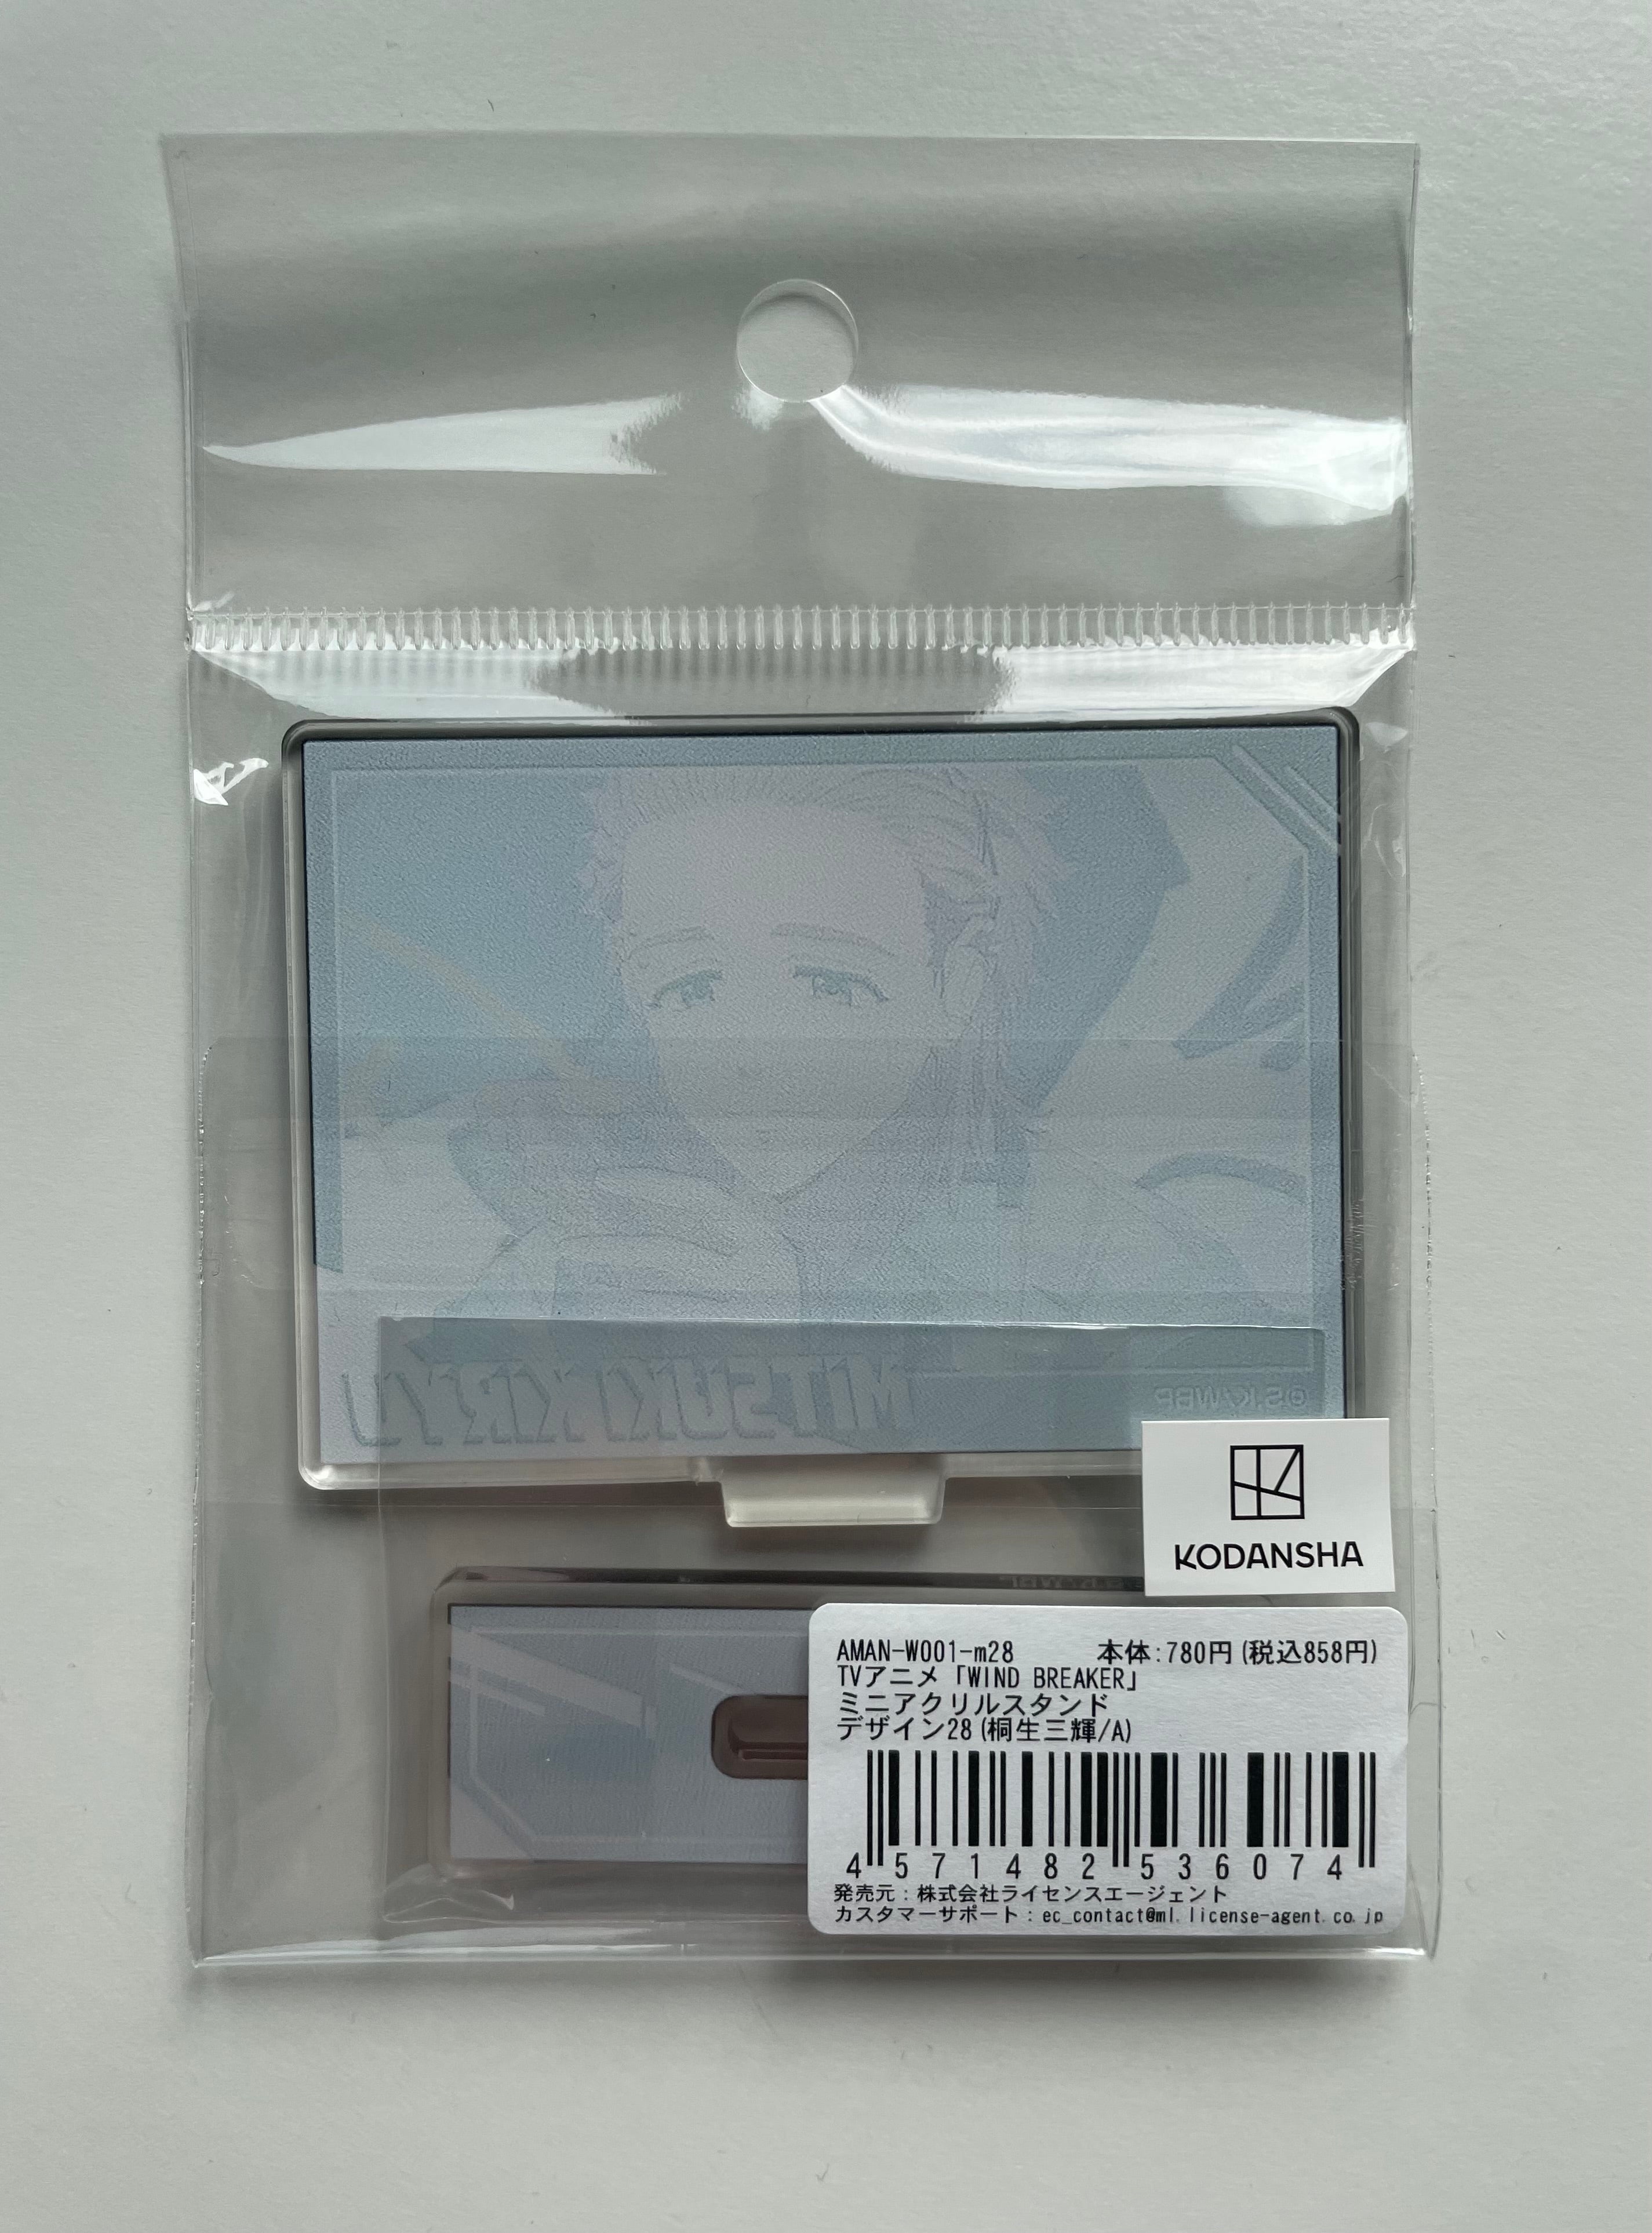 MITSUKI KIRYU
©S.K/WBP
KODANSHA
AMAN-W001-m28 本体:780円(税込858円)
TVアニメ「WIND BREAKER」
ミニアクリルスタンド
デザイン28(桐生三輝/A)
4 571482 536074
発売元:株式会社ライセンスエージェント
カスタマーサポート:ec_contact@ml.license-agent.co.jp